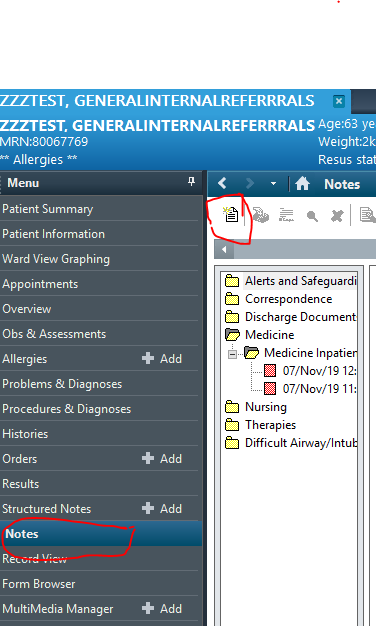 ZZZTEST, GENERALINTERNALREFERRRALS
ZZZTEST, GENERALINTERNALREFERRRALS Age:63 ye
MRN:80067769 Weight:2k
** Allergies ** Resus stat
Menu
Notes
Patient Summary
Patient Information
Ward View Graphing
Appointments
Overview
Obs & Assessments
Allergies + Add
Problems & Diagnoses
Procedures & Diagnoses
Histories
Orders + Add
Results
Structured Notes + Add
Notes
Record View
Form Browser
MultiMedia Manager + Add
Alerts and Safeguardi
Correspondence
Discharge Document
Medicine
Medicine Inpatien
07/Nov/19 12:
07/Nov/19 11:
Nursing
Therapies
Difficult Airway/Intub